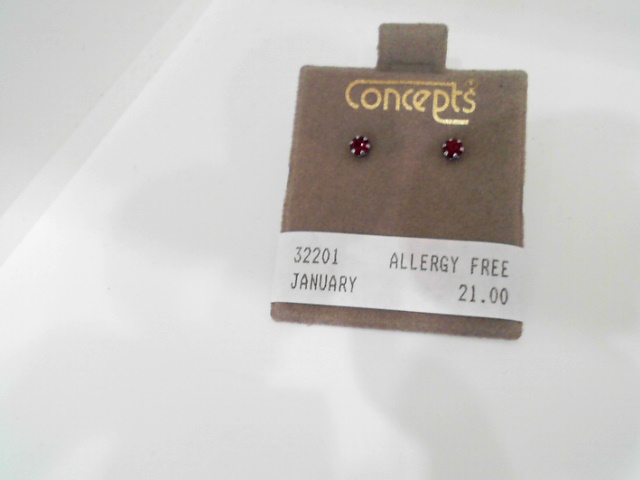 Concepts
32201 ALLERGY FREE
JANUARY 21.00